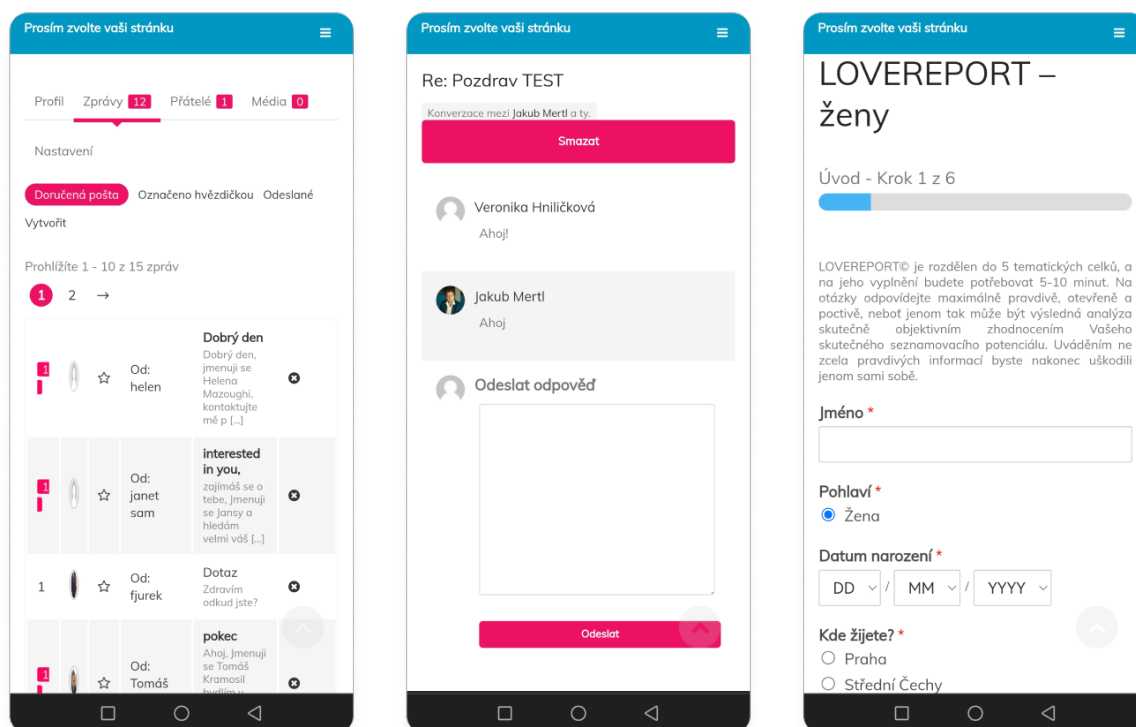 Prosím zvolte vaši stránku
Profil Zprávy 12 Přátelé 1 Média 0
Nastavení
Doručená pošta Označeno hvězdičkou Odeslané
Vytvořit
Prohlížíte 1 - 10 z 15 zpráv
1 2 →
1
Od:
helen
Dobrý den
Dobrý den,
jmenuji se
Helena
Mazoughi,
kontaktujte
mě p [...]
1
Od:
janet
sam
interested
in you,
zajímáš se o
tebe, Jmenuji
se Jansy a
hledám
velmi váš [...]
1
Od:
fjurek
Dotaz
Zdravím
odkud jste?
1
Od:
Tomáš
pokec
Ahoj, Jmenuji
se Tomáš
Kramosil
bydlím v
Prosím zvolte vaši stránku
Re: Pozdrav TEST
Konverzace mezi Jakub Mertl a ty.
Smazat
Veronika Hniličková
Ahoj!
Jakub Mertl
Ahoj
Odeslat odpověď
Odeslat
Prosím zvolte vaši stránku
LOVEREPORT –
ženy
Úvod - Krok 1 z 6
LOVEREPORT© je rozdělen do 5 tematických celků, a
na jeho vyplnění budete potřebovat 5-10 minut. Na
otázky odpovídejte maximálně pravdivě, otevřeně a
poctivě, neboť jenom tak může být výsledná analýza
skutečně objektivním zhodnocením Vašeho
skutečného seznamovacího potenciálu. Uváděním ne
zcela pravdivých informací byste nakonec uškodili
jenom sami sobě.
Jméno *
Pohlaví *
Žena
Datum narození *
DD / MM / YYYY
Kde žijete? *
Praha
Střední Čechy